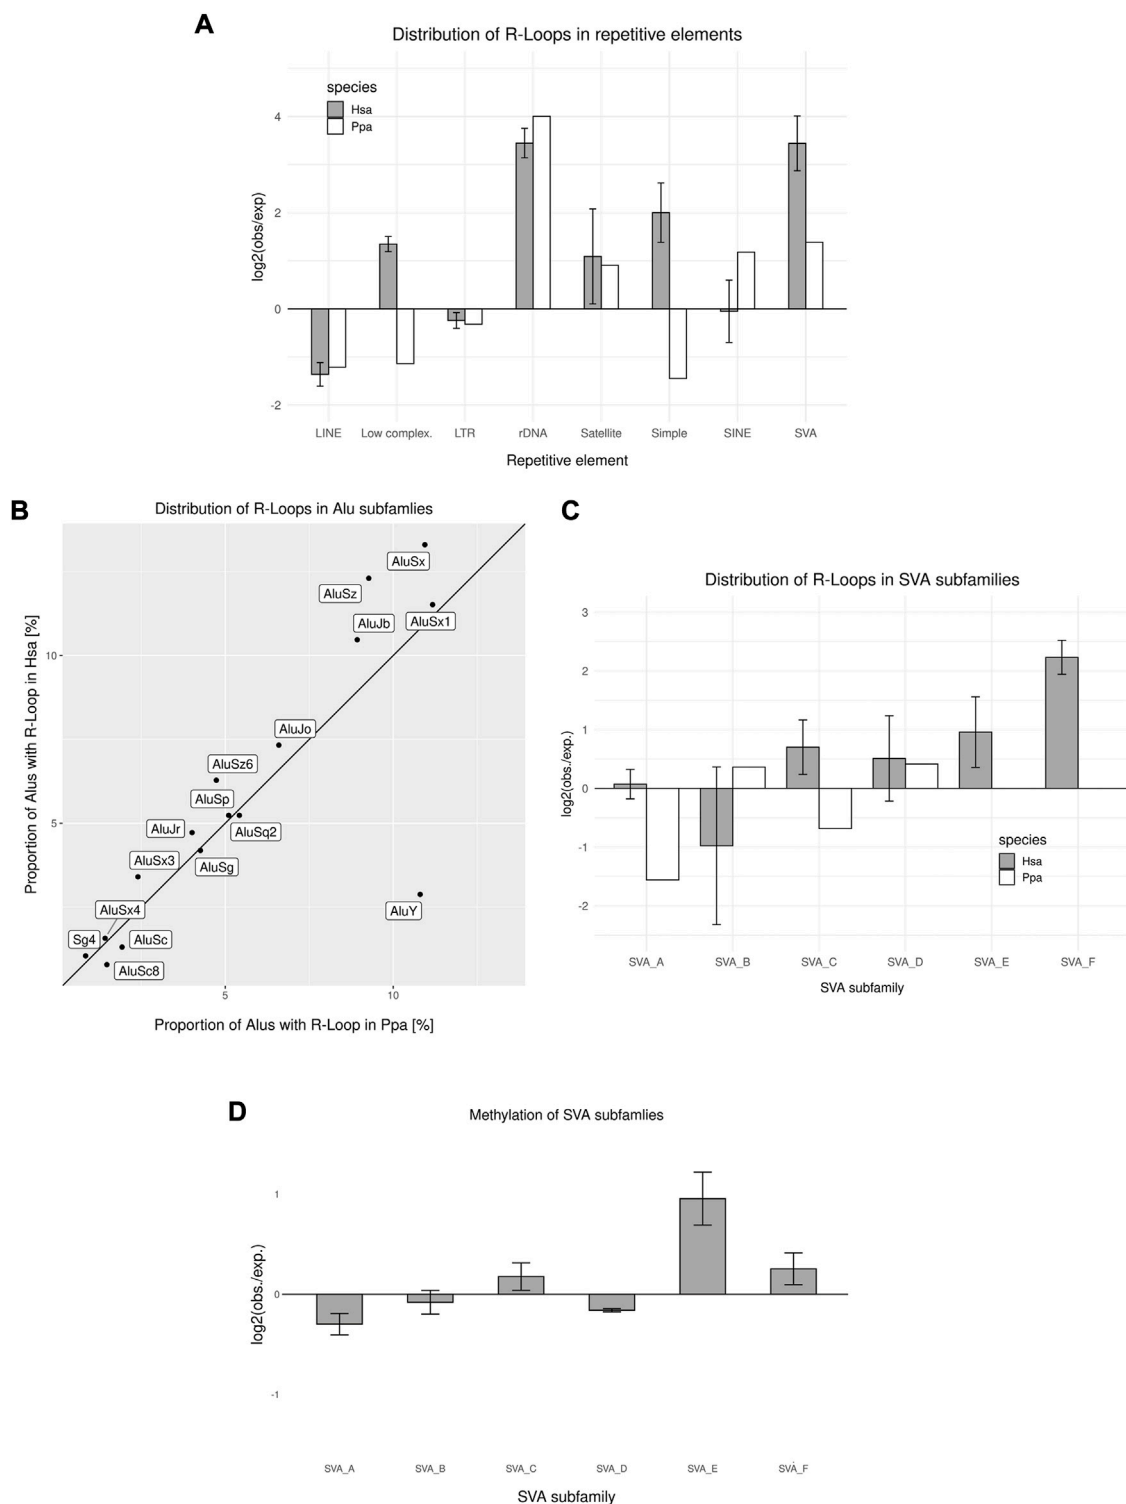 A
Distribution of R-Loops in repetitive elements
species
Hsa
Ppa
4
2
0
-2
log2(obs/exp)
LINE Low complex. LTR rDNA Satellite Simple SINE SVA
Repetitive element
B
Distribution of R-Loops in Alu subfamlies
Proportion of Alus with R-Loop in Hsa [%]
10
5
AluSx
AluSz
AluSx1
AluJb
AluJo
AluSz6
AluSp
AluJr
AluSq2
AluSx3
AluSg
AluY
AluSx4
Sg4
AluSc
AluSc8
5 10
Proportion of Alus with R-Loop in Ppa [%]
C
Distribution of R-Loops in SVA subfamilies
3
2
1
0
-1
-2
log2(obs./exp.)
species
Hsa
Ppa
SVA_A SVA_B SVA_C SVA_D SVA_E SVA_F
SVA subfamily
D
Methylation of SVA subfamlies
1
0
-1
log2(obs./exp.)
SVA_A SVA_B SVA_C SVA_D SVA_E SVA_F
SVA subfamily